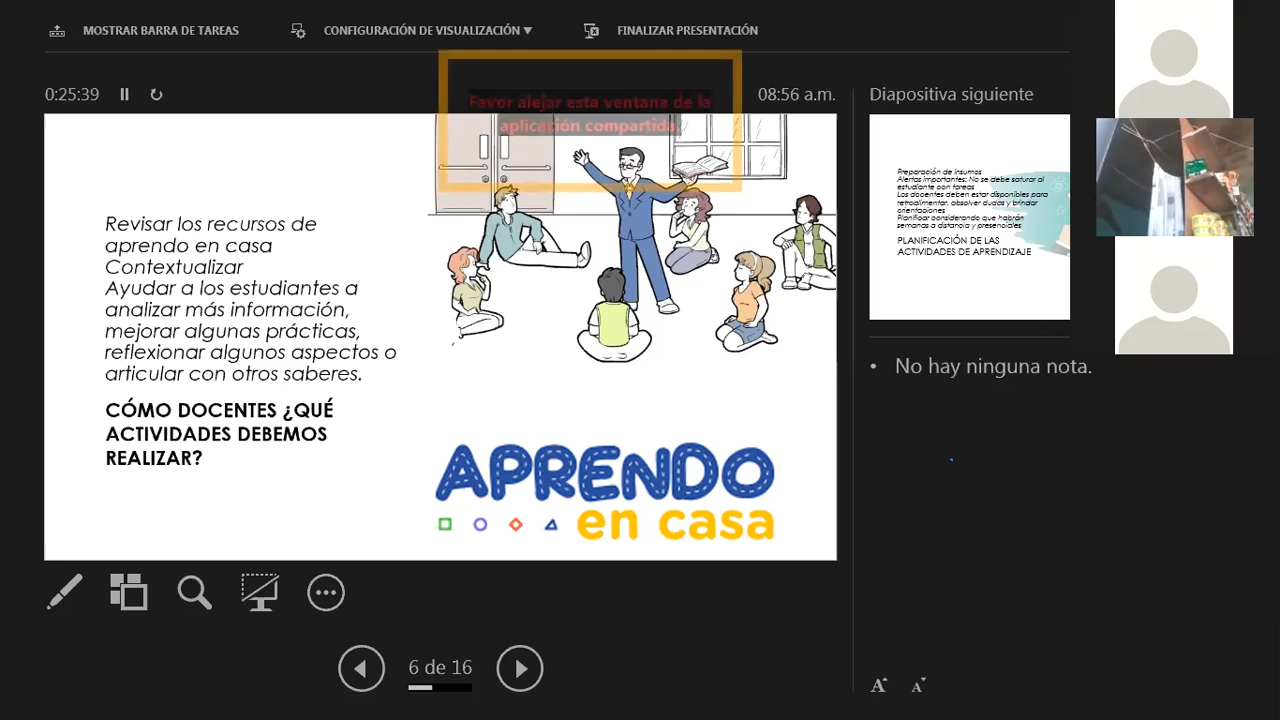 MOSTRAR BARRA DE TAREAS
CONFIGURACIÓN DE VISUALIZACIÓN ▼
FINALIZAR PRESENTACIÓN
0:25:39
Favor alejar esta ventana de la
aplicación compartida.
08:56 a.m.
Diapositiva siguiente
Revisar los recursos de
aprendo en casa
Contextualizar
Ayudar a los estudiantes a
analizar más información,
mejorar algunas prácticas,
reflexionar algunos aspectos o
articular con otros saberes.
CÓMO DOCENTES ¿QUÉ
ACTIVIDADES DEBEMOS
REALIZAR?
APRENDO
en casa
Preparación de insumos
Alertas importantes: No se debe saturar al
estudiante con tareas
Los docentes deben estar disponibles para
retroalimentar, absolver dudas y brindar
orientaciones
Planificar considerando que habrán
semanas a distancia y presenciales
PLANIFICACIÓN DE LAS
ACTIVIDADES DE APRENDIZAJE
• No hay ninguna nota.
6 de 16
A A